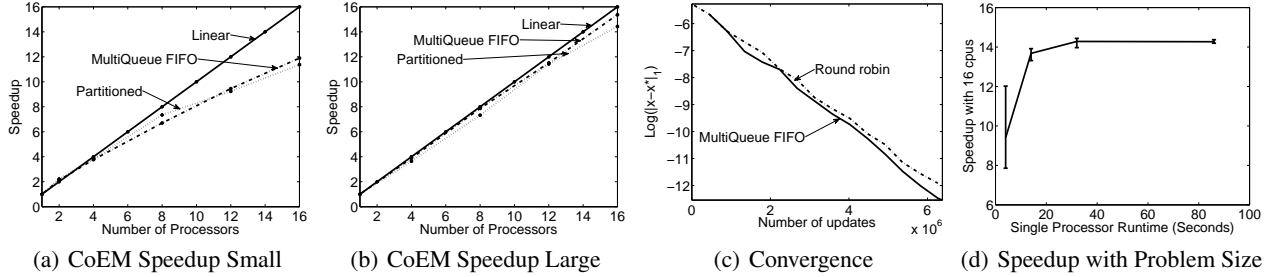 16
14
12
10
8
6
4
2
0
Speedup
Linear
MultiQueue FIFO
Partitioned
2 4 6 8 10 12 14 16
Number of Processors
(a) CoEM Speedup Small
16
14
12
10
8
6
4
2
0
Speedup
Linear
MultiQueue FIFO
Partitioned
2 4 6 8 10 12 14 16
Number of Processors
(b) CoEM Speedup Large
−6
−7
−8
−9
−10
−11
−12
Log(|x−x*|₁)
Round robin
MultiQueue FIFO
0 2 4 6
Number of updates
x 10⁶
(c) Convergence
16
14
12
10
8
6
Speedup with 16 cpus
0 20 40 60 80 100
Single Processor Runtime (Seconds)
(d) Speedup with Problem Size